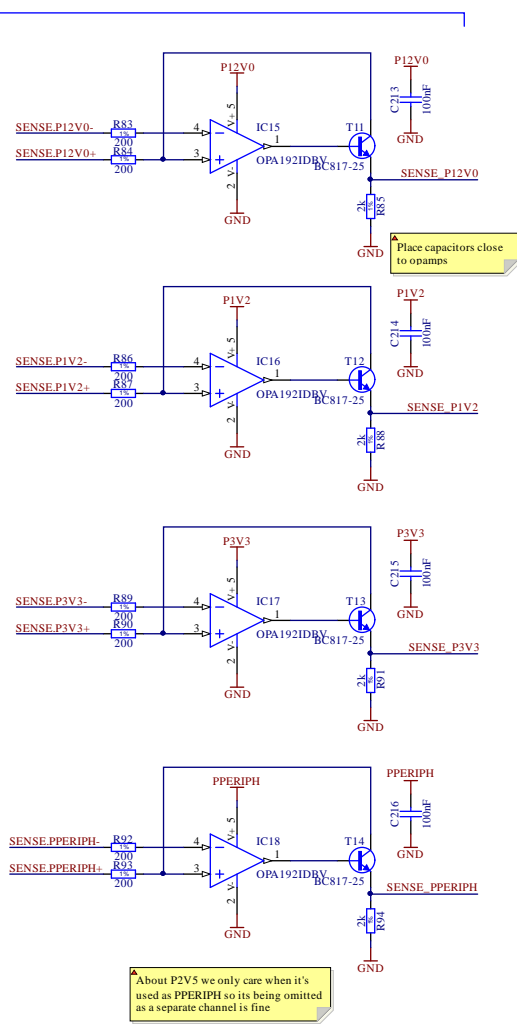 P12V0
P12V0
C213
100nF
V+ 5
SENSE.P12V0-
R83
1%
200
4
IC15
1
T11
GND
SENSE.P12V0+
R84
1%
200
3
OPA192IDBV
BC817-25
V-
2
SENSE_P12V0
2k
1%
R85
GND
GND
Place capacitors close
to opamps
P1V2
P1V2
C214
100nF
V+ 5
SENSE.P1V2-
R86
1%
200
4
IC16
1
T12
GND
SENSE.P1V2+
R87
1%
200
3
OPA192IDBV
BC817-25
V-
2
SENSE_P1V2
2k
1%
R88
GND
GND
P3V3
P3V3
C215
100nF
V+ 5
SENSE.P3V3-
R89
1%
200
4
IC17
1
T13
GND
SENSE.P3V3+
R90
1%
200
3
OPA192IDBV
BC817-25
V-
2
SENSE_P3V3
2k
1%
R91
GND
GND
PPERIPH
PPERIPH
C216
100nF
V+ 5
SENSE.PPERIPH-
R92
1%
200
4
IC18
1
T14
GND
SENSE.PPERIPH+
R93
1%
200
3
OPA192IDBV
BC817-25
V-
2
SENSE_PPERIPH
2k
1%
R94
GND
GND
About P2V5 we only care when it's
used as PPERIPH so its being omitted
as a separate channel is fine